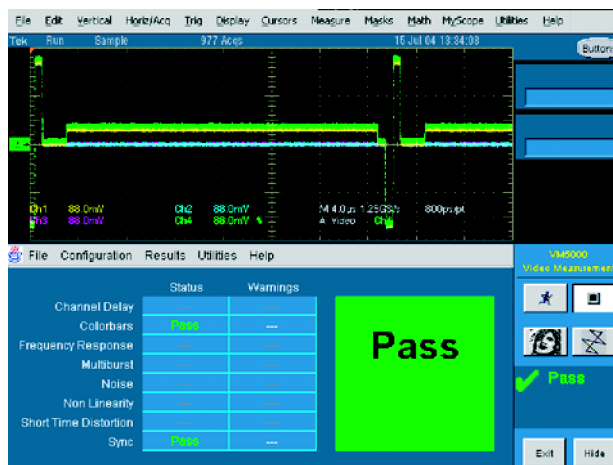 File Edit Vertical Horiz/Acq Trig Display Cursors Measure Masks Math MyScope Utilities Help
Tek Run Sample 977 Acqs 15 Jul 04 13:34:08
Button
Ch1 88.0mV Ch2 88.0mV M 4.0µs 1.25GS/s 800ps/pt
Ch3 88.0mV Ch4 88.0mV A Video
File Configuration Results Utilities Help
VM5000
Video Measurement
Status Warnings
Channel Delay --- ---
Colorbars Pass ---
Frequency Response --- ---
Multiburst --- ---
Noise --- ---
Non Linearity --- ---
Short Time Distortion --- ---
Sync Pass ---
Pass
Pass
Exit Hide